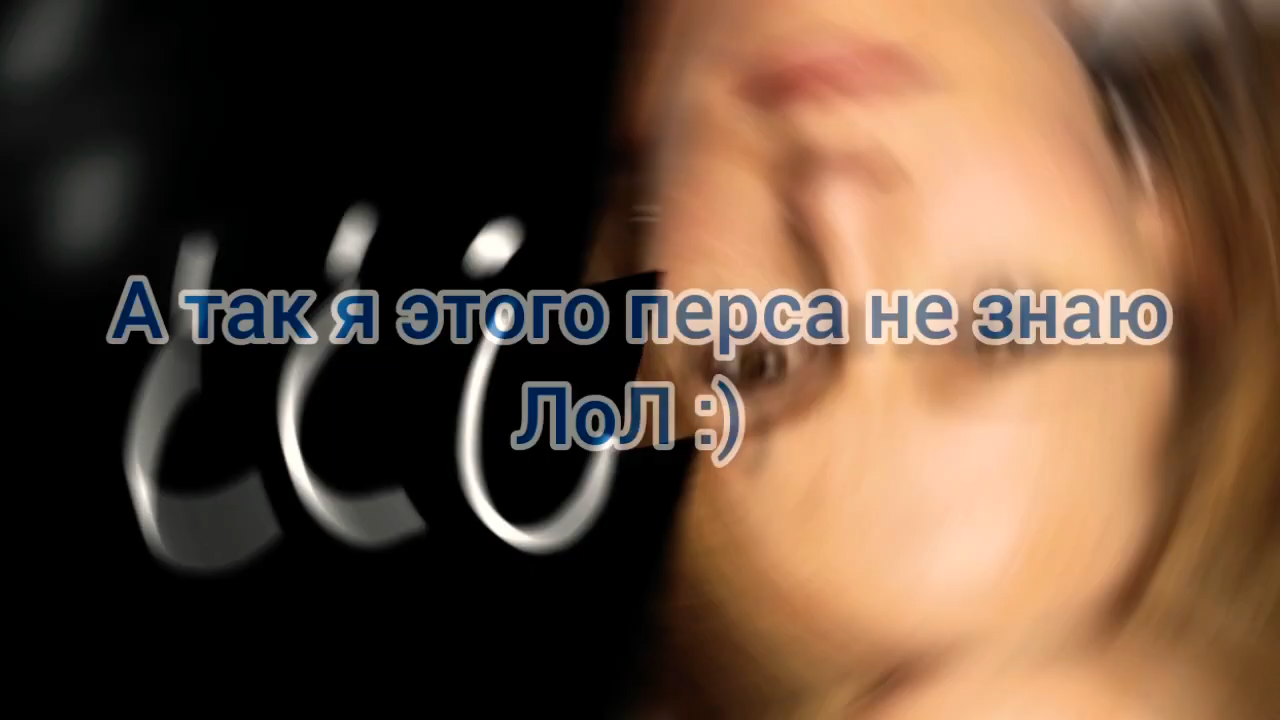 А так я этого перса не знаю
ЛоЛ :)